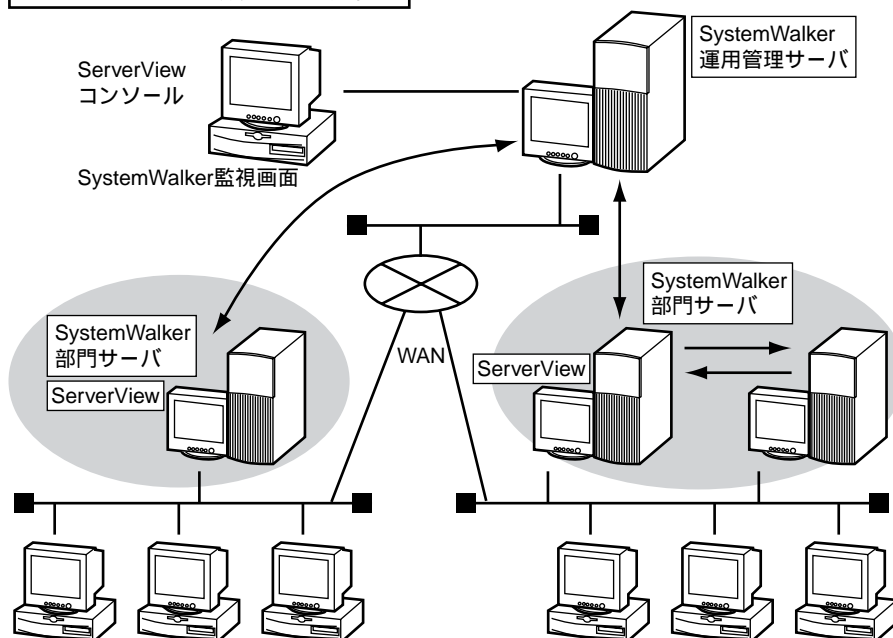 SystemWalker
運用管理サーバ
ServerView
コンソール
SystemWalker監視画面
SystemWalker
部門サーバ
SystemWalker
部門サーバ
ServerView
WAN
ServerView